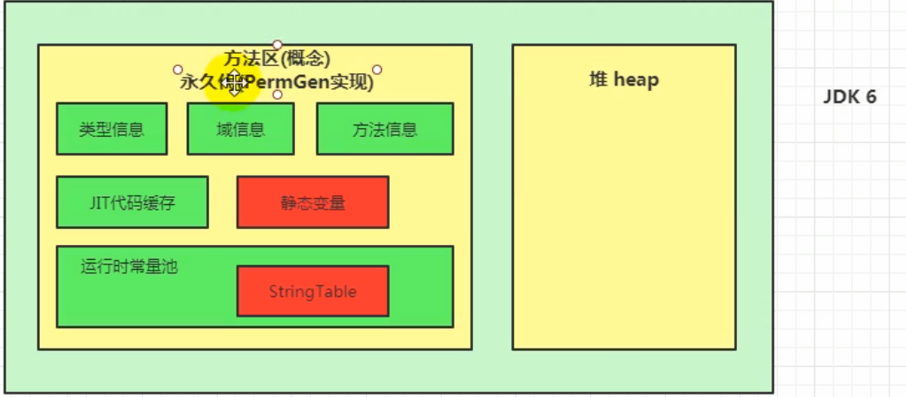 方法区(概念)
永久代(PermGen实现)
堆 heap
JDK 6
类型信息
域信息
方法信息
JIT代码缓存
静态变量
运行时常量池
StringTable